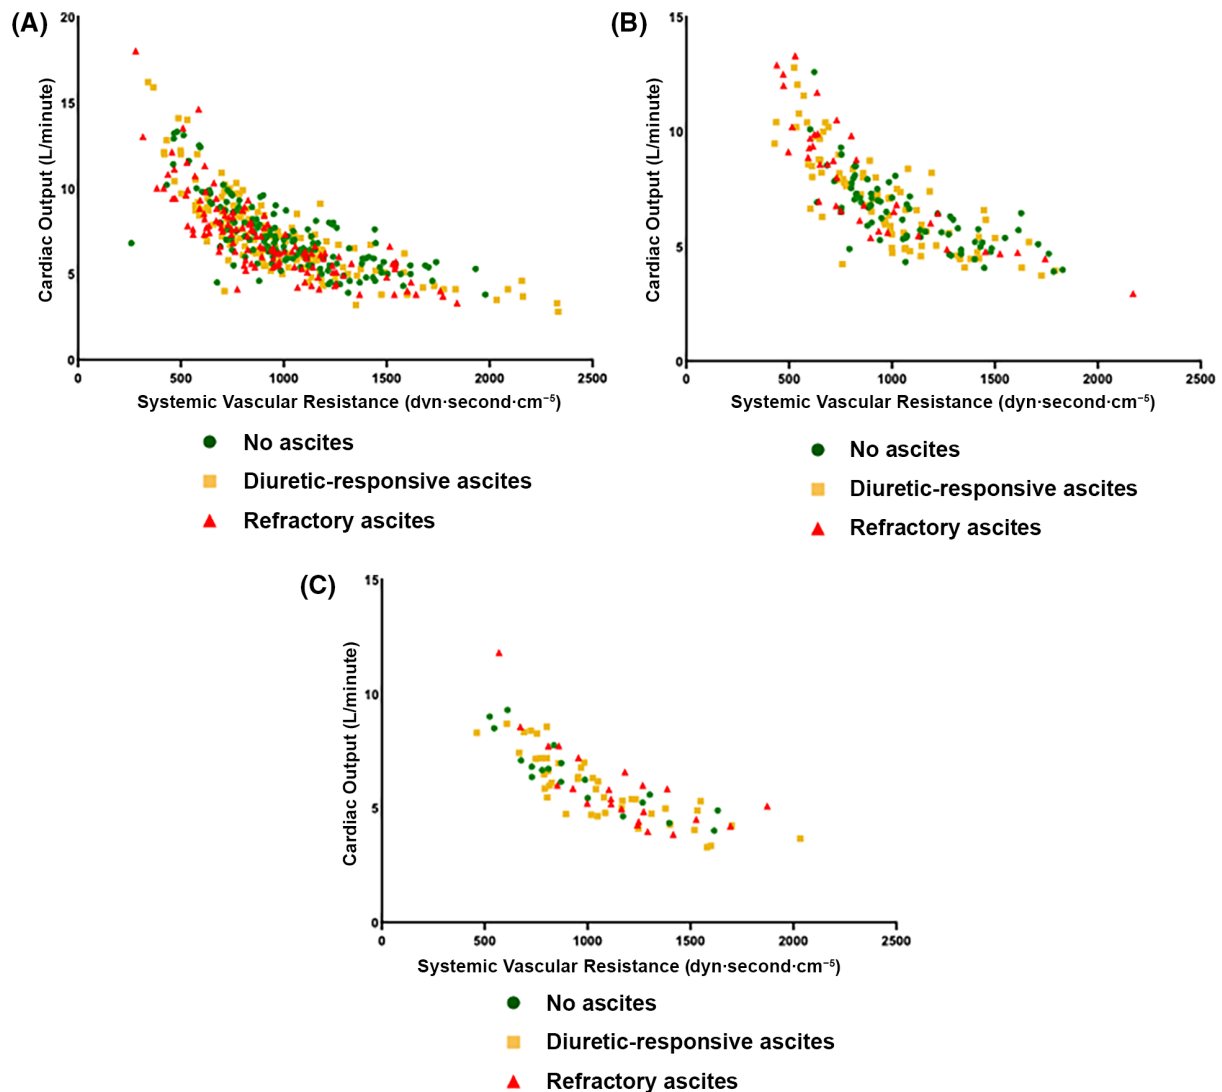 (A)
Cardiac Output (L/minute)
20
15
10
5
0
0 500 1000 1500 2000 2500
Systemic Vascular Resistance (dyn·second·cm⁻⁵)
No ascites
Diuretic-responsive ascites
Refractory ascites
(B)
Cardiac Output (L/minute)
15
10
5
0
0 500 1000 1500 2000 2500
Systemic Vascular Resistance (dyn·second·cm⁻⁵)
No ascites
Diuretic-responsive ascites
Refractory ascites
(C)
Cardiac Output (L/minute)
15
10
5
0
0 500 1000 1500 2000 2500
Systemic Vascular Resistance (dyn·second·cm⁻⁵)
No ascites
Diuretic-responsive ascites
Refractory ascites